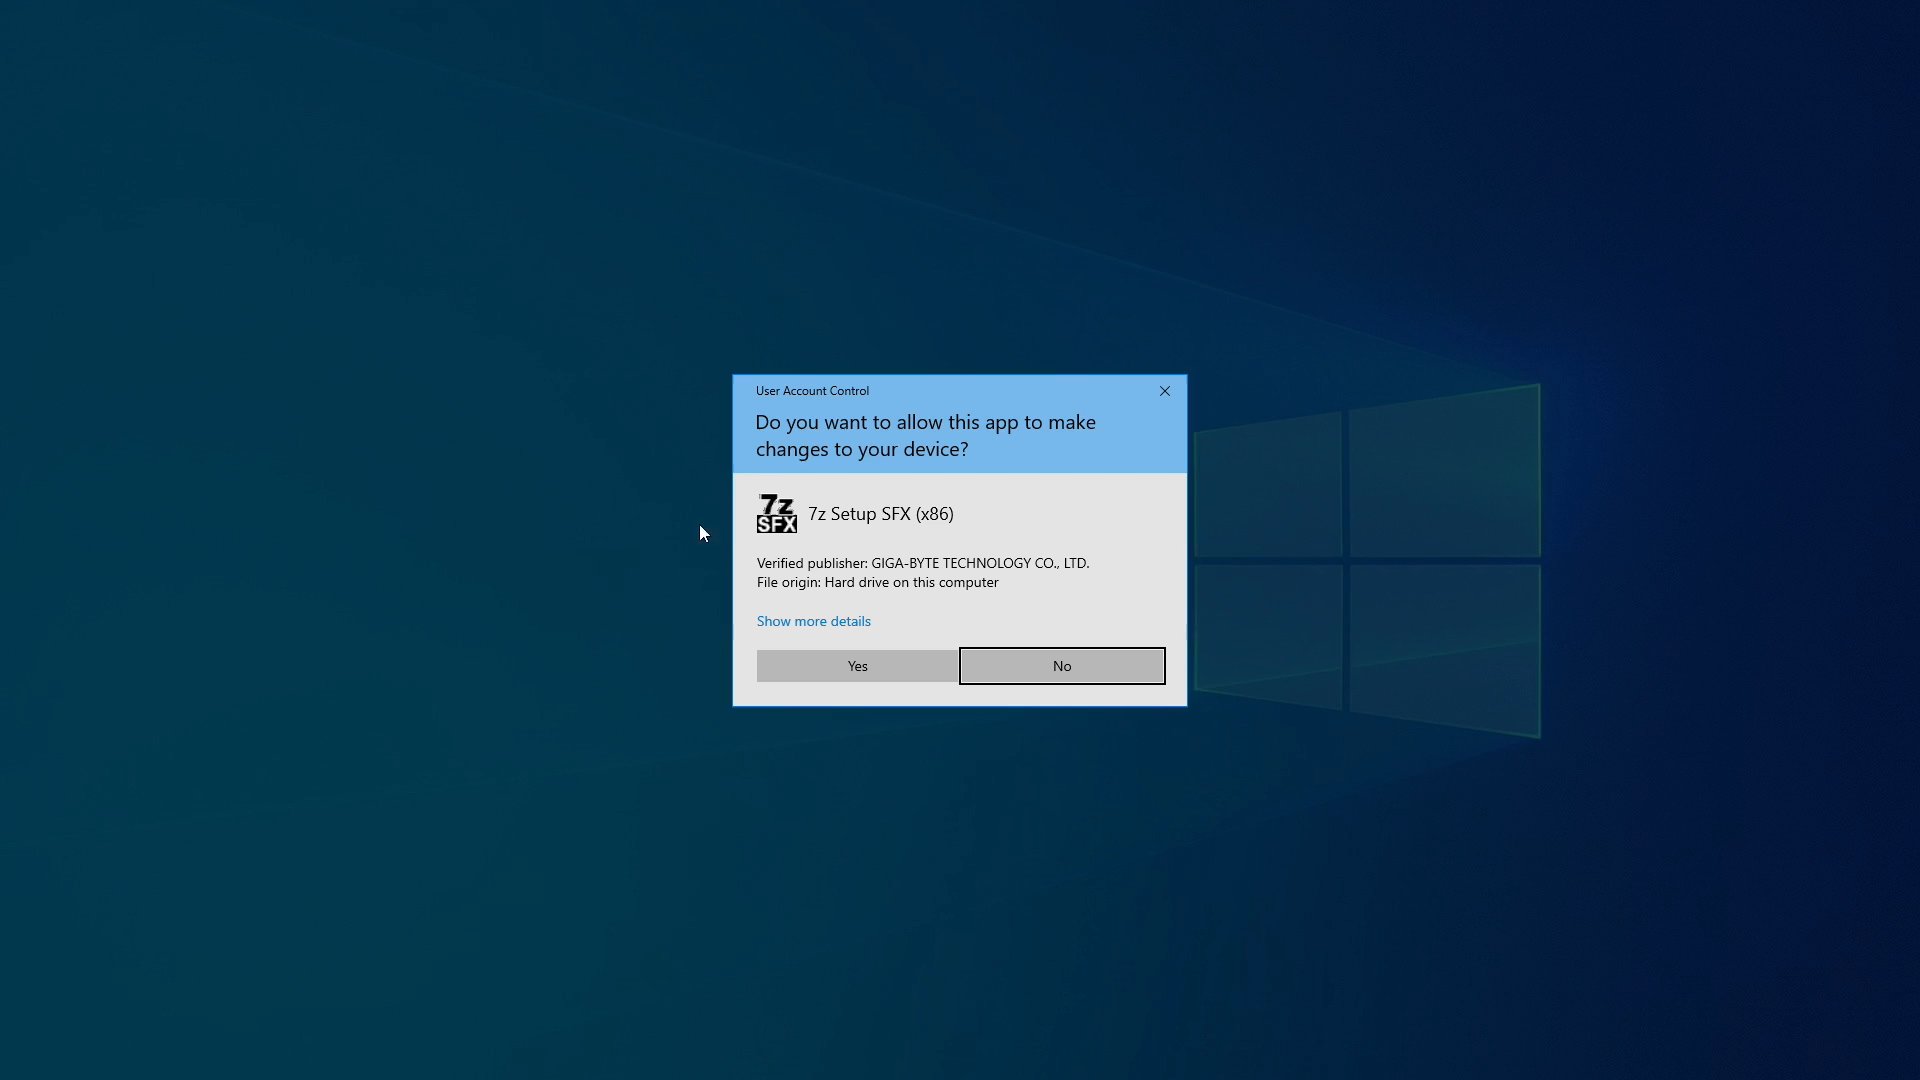 User Account Control
Do you want to allow this app to make
changes to your device?
7z
SFX
7z Setup SFX (x86)
Verified publisher: GIGA-BYTE TECHNOLOGY CO., LTD.
File origin: Hard drive on this computer
Show more details
Yes
No